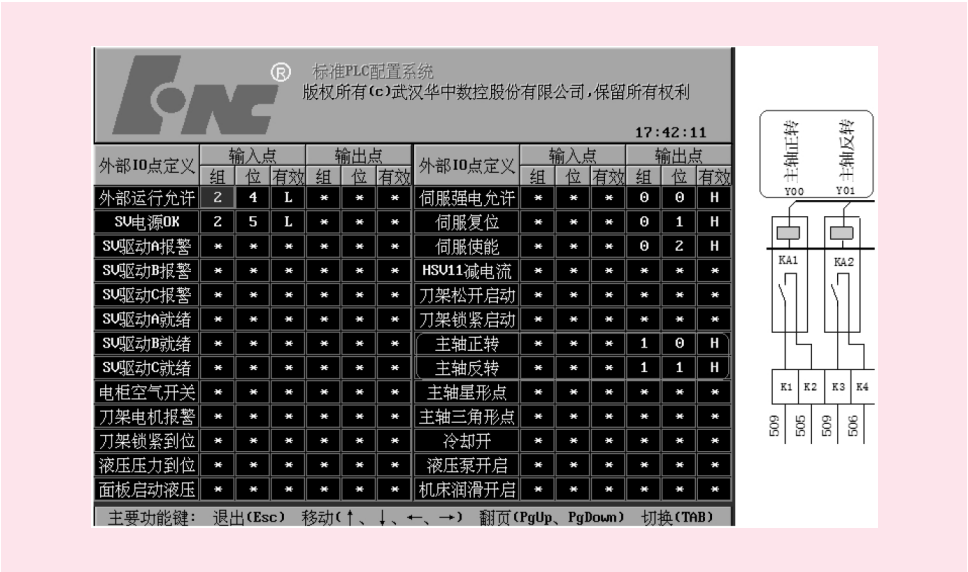 HNC ®
标准PLC配置系统
版权所有(c)武汉华中数控股份有限公司,保留所有权利
17:42:11
外部IO点定义 输入点 输出点 外部IO点定义 输入点 输出点
组 位 有效 组 位 有效 组 位 有效 组 位 有效
外部运行允许 2 4 L * * * 伺服强电允许 * * * 0 0 H
SV电源OK 2 5 L * * * 伺服复位 * * * 0 1 H
SV驱动A报警 * * * * * * 伺服使能 * * * 0 2 H
SV驱动B报警 * * * * * * HSV11减电流 * * * * * *
SV驱动C报警 * * * * * * 刀架松开启动 * * * * * *
SV驱动A就绪 * * * * * * 刀架锁紧启动 * * * * * *
SV驱动B就绪 * * * * * * 主轴正转 * * * 1 0 H
SV驱动C就绪 * * * * * * 主轴反转 * * * 1 1 H
电柜空气开关 * * * * * * 主轴星形点 * * * * * *
刀架电机报警 * * * * * * 主轴三角形点 * * * * * *
刀架锁紧到位 * * * * * * 冷却开 * * * * * *
液压压力到位 * * * * * * 液压泵开启 * * * * * *
面板启动液压 * * * * * * 机床润滑开启 * * * * * *
主要功能键: 退出(Esc) 移动(↑、↓、←、→) 翻页(PgUp、PgDown) 切换(TAB)
主轴正转 主轴反转
Y00 Y01
KA1 KA2
K1 K2 K3 K4
509 505 509 506